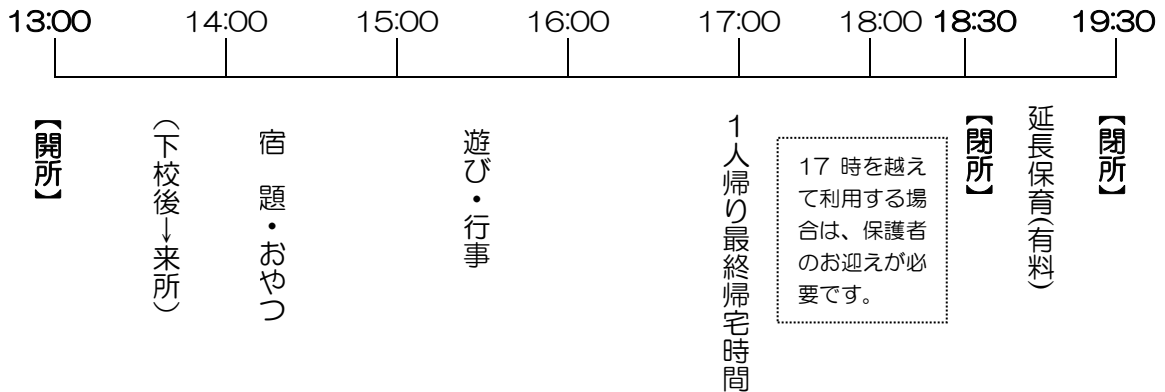 13:00 14:00 15:00 16:00 17:00 18:00 18:30 19:30
【開所】
（下校後→来所）
宿 題・おやつ
遊び・行事
1人帰り最終帰宅時間
17 時を越え
て利用する場
合は、保護者
のお迎えが必
要です。
【閉所】
延長保育(有料)
【閉所】